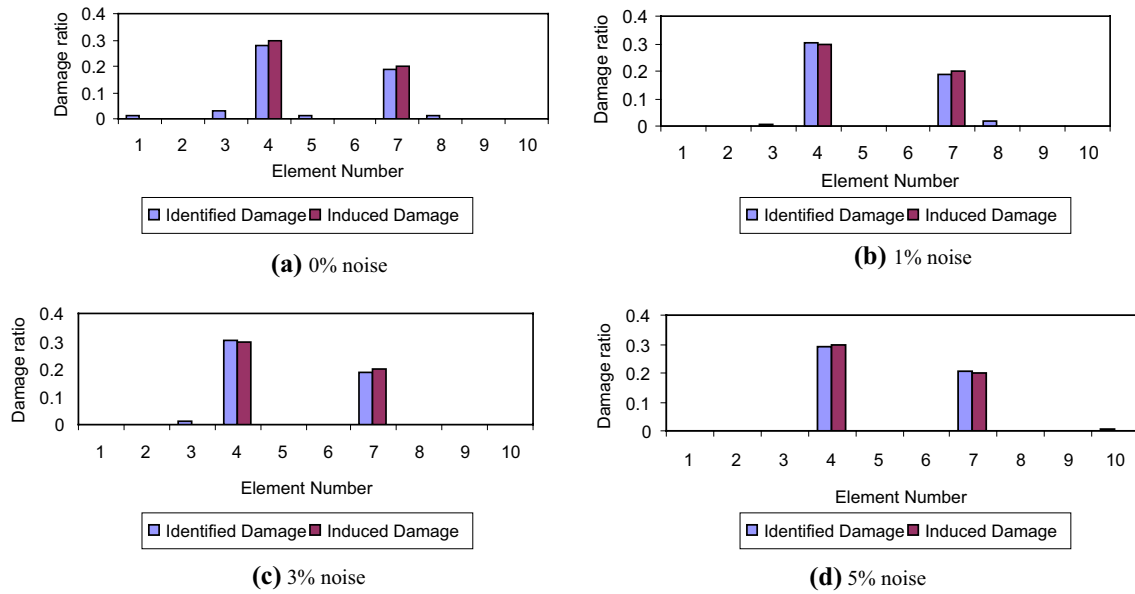 Damage ratio
0.4
0.3
0.2
0.1
0
1 2 3 4 5 6 7 8 9 10
Element Number
Identified Damage Induced Damage
(a) 0% noise
Damage ratio
0.4
0.3
0.2
0.1
0
1 2 3 4 5 6 7 8 9 10
Element Number
Identified Damage Induced Damage
(b) 1% noise
Damage ratio
0.4
0.3
0.2
0.1
0
1 2 3 4 5 6 7 8 9 10
Element Number
Identified Damage Induced Damage
(c) 3% noise
Damage ratio
0.4
0.3
0.2
0.1
0
1 2 3 4 5 6 7 8 9 10
Element Number
Identified Damage Induced Damage
(d) 5% noise